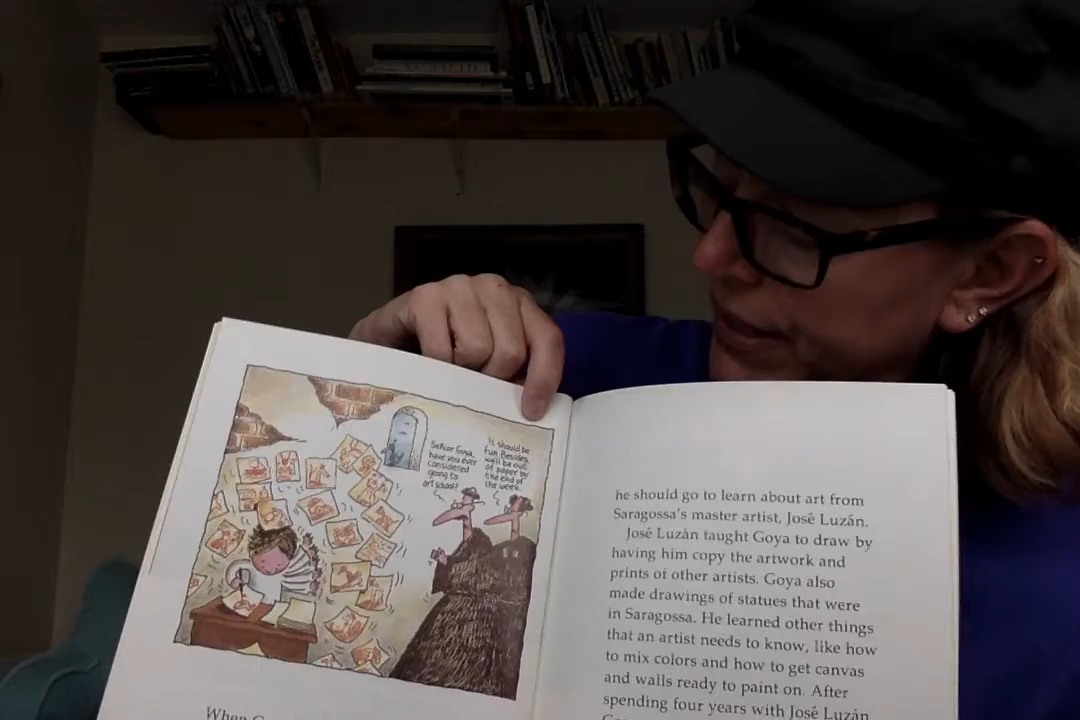 Señor Goya,
have you ever
considered
going to
art school?
It should be
fun. Besides,
we'll be out
of paper by
the end of
the week.
When G
he should go to learn about art from
Saragossa's master artist, José Luzán.
José Luzán taught Goya to draw by
having him copy the artwork and
prints of other artists. Goya also
made drawings of statues that were
in Saragossa. He learned other things
that an artist needs to know, like how
to mix colors and how to get canvas
and walls ready to paint on. After
spending four years with José Luzán